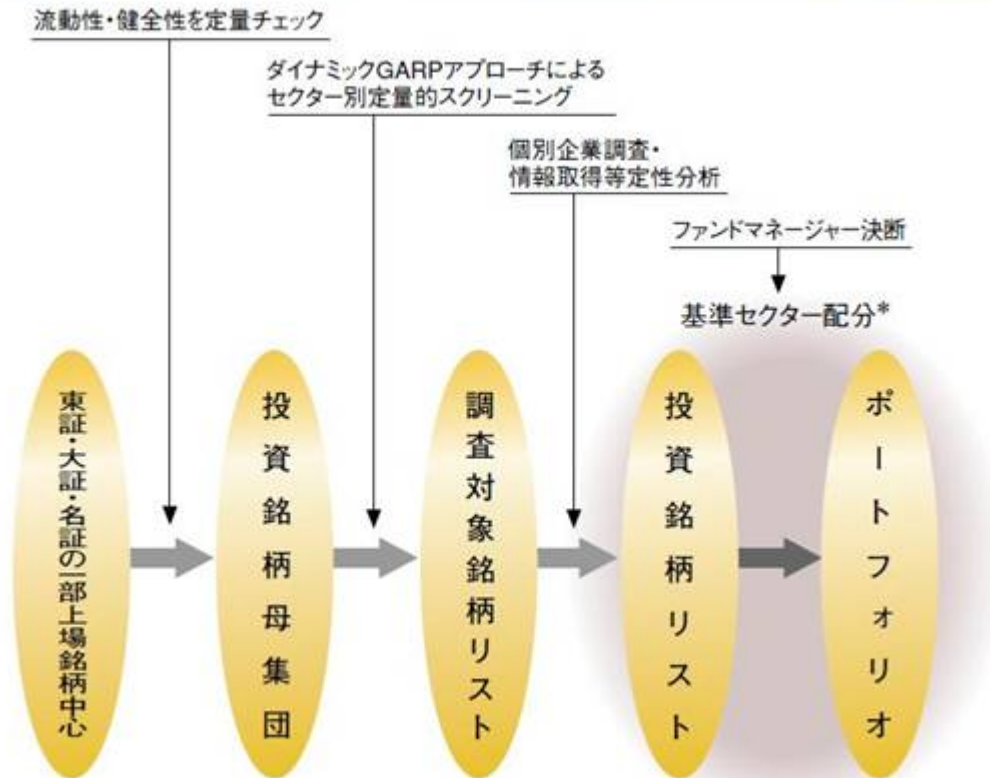 流動性・健全性を定量チェック
ダイナミックGARPアプローチによる
セクター別定量的スクリーニング
個別企業調査・
情報取得等定性分析
ファンドマネージャー決断
基準セクター配分*
東証・大証・名証の一部上場銘柄中心
投資銘柄母集団
調査対象銘柄リスト
投資銘柄リスト
ポートフォリオ